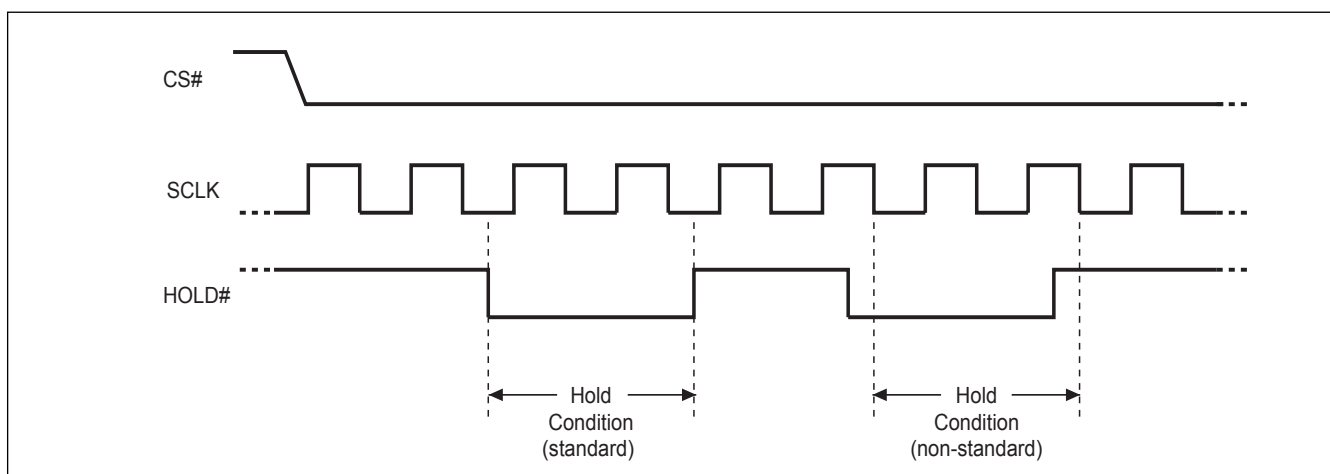 CS#
SCLK
HOLD#
Hold
Condition
(standard)
Hold
Condition
(non-standard)